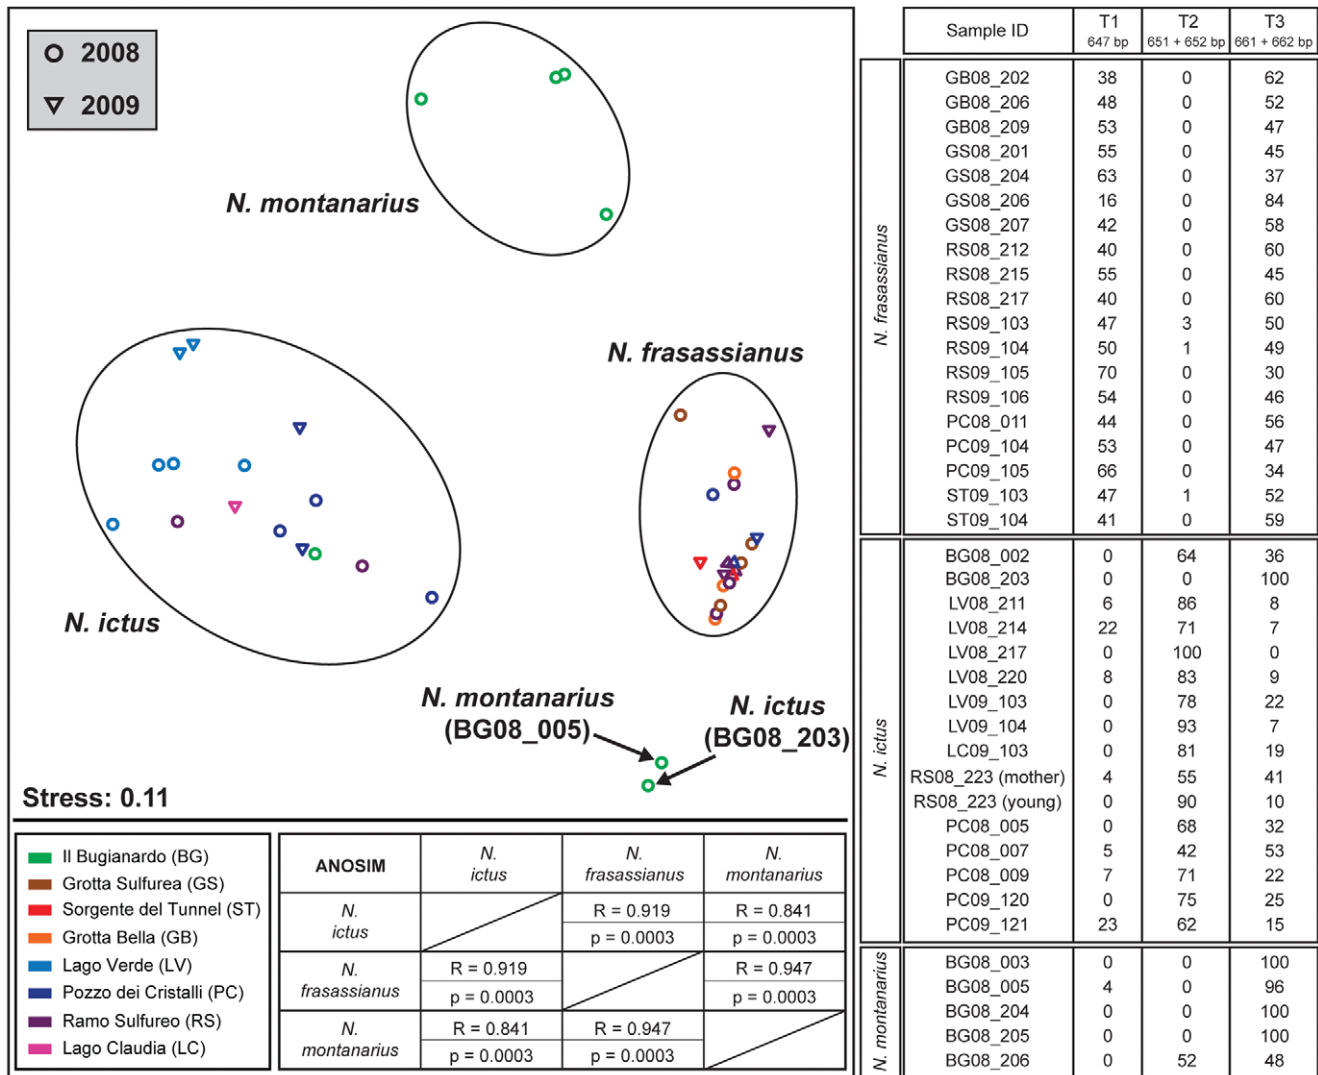 2008
2009
N. montanarius
N. frasassianus
N. ictus
N. montanarius
(BG08_005)
N. ictus
(BG08_203)
Stress: 0.11
Il Bugianardo (BG)
Grotta Sulfurea (GS)
Sorgente del Tunnel (ST)
Grotta Bella (GB)
Lago Verde (LV)
Pozzo dei Cristalli (PC)
Ramo Sulfureo (RS)
Lago Claudia (LC)
ANOSIM N. ictus N. frasassianus N. montanarius
N. ictus R = 0.919 R = 0.841
p = 0.0003 p = 0.0003
N. frasassianus R = 0.919 R = 0.947
p = 0.0003 p = 0.0003
N. montanarius R = 0.841 R = 0.947
p = 0.0003 p = 0.0003
Sample ID T1 T2 T3
647 bp 651 + 652 bp 661 + 662 bp
N. frasassianus
GB08_202 38 0 62
GB08_206 48 0 52
GB08_209 53 0 47
GS08_201 55 0 45
GS08_204 63 0 37
GS08_206 16 0 84
GS08_207 42 0 58
RS08_212 40 0 60
RS08_215 55 0 45
RS08_217 40 0 60
RS09_103 47 3 50
RS09_104 50 1 49
RS09_105 70 0 30
RS09_106 54 0 46
PC08_011 44 0 56
PC09_104 53 0 47
PC09_105 66 0 34
ST09_103 47 1 52
ST09_104 41 0 59
N. ictus
BG08_002 0 64 36
BG08_203 0 0 100
LV08_211 6 86 8
LV08_214 22 71 7
LV08_217 0 100 0
LV08_220 8 83 9
LV09_103 0 78 22
LV09_104 0 93 7
LC09_103 0 81 19
RS08_223 (mother) 4 55 41
RS08_223 (young) 0 90 10
PC08_005 0 68 32
PC08_007 5 42 53
PC08_009 7 71 22
PC09_120 0 75 25
PC09_121 23 62 15
N. montanarius
BG08_003 0 0 100
BG08_005 4 0 96
BG08_204 0 0 100
BG08_205 0 0 100
BG08_206 0 52 48